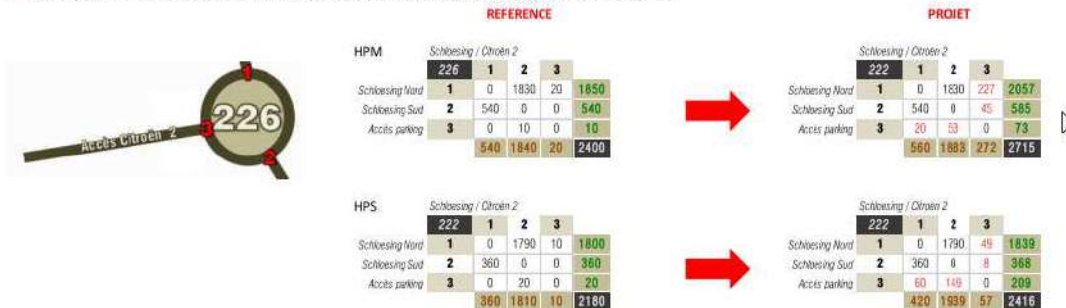 REFERENCE PROJET
HPM Schloesing / Citroën 2 Schloesing / Citroën 2
226 1 2 3 222 1 2 3
Schloesing Nord 1 0 1830 20 1850 Schloesing Nord 1 0 1830 227 2057
Schloesing Sud 2 540 0 0 540 Schloesing Sud 2 540 0 45 585
Accès parking 3 0 10 0 10 Accès parking 3 20 53 0 73
540 1840 20 2400 560 1883 272 2715
1
226
3
Accès Citroën 2
2
HPS Schloesing / Citroën 2 Schloesing / Citroën 2
222 1 2 3 222 1 2 3
Schloesing Nord 1 0 1790 10 1800 Schloesing Nord 1 0 1790 49 1839
Schloesing Sud 2 360 0 0 360 Schloesing Sud 2 360 0 8 368
Accès parking 3 0 20 0 20 Accès parking 3 60 149 0 209
360 1810 10 2180 420 1939 57 2416